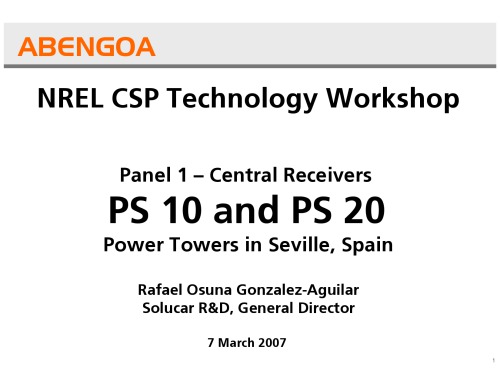 ABENGOA
NREL CSP Technology Workshop
Panel 1 – Central Receivers
PS 10 and PS 20
Power Towers in Seville, Spain
Rafael Osuna Gonzalez-Aguilar
Solucar R&D, General Director
7 March 2007
1